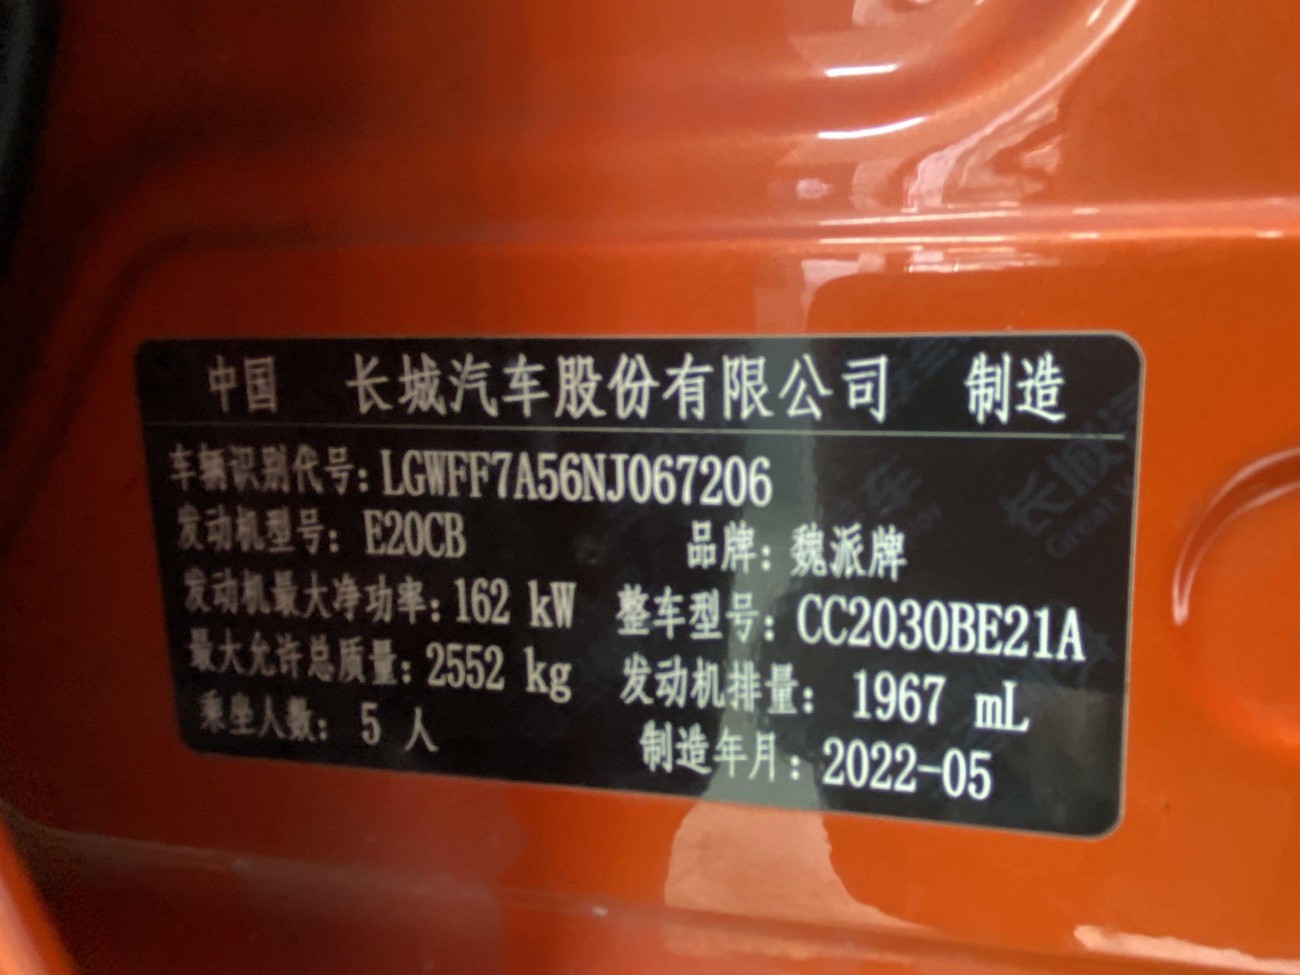 中国 长城汽车股份有限公司 制造
车辆识别代号：LGWFF7A56NJ067206
发动机型号：E20CB 品牌：魏派牌
发动机最大净功率：162 kW 整车型号：CC2030BE21A
最大允许总质量：2552 kg 发动机排量：1967 mL
乘坐人数：5 人 制造年月：2022-05